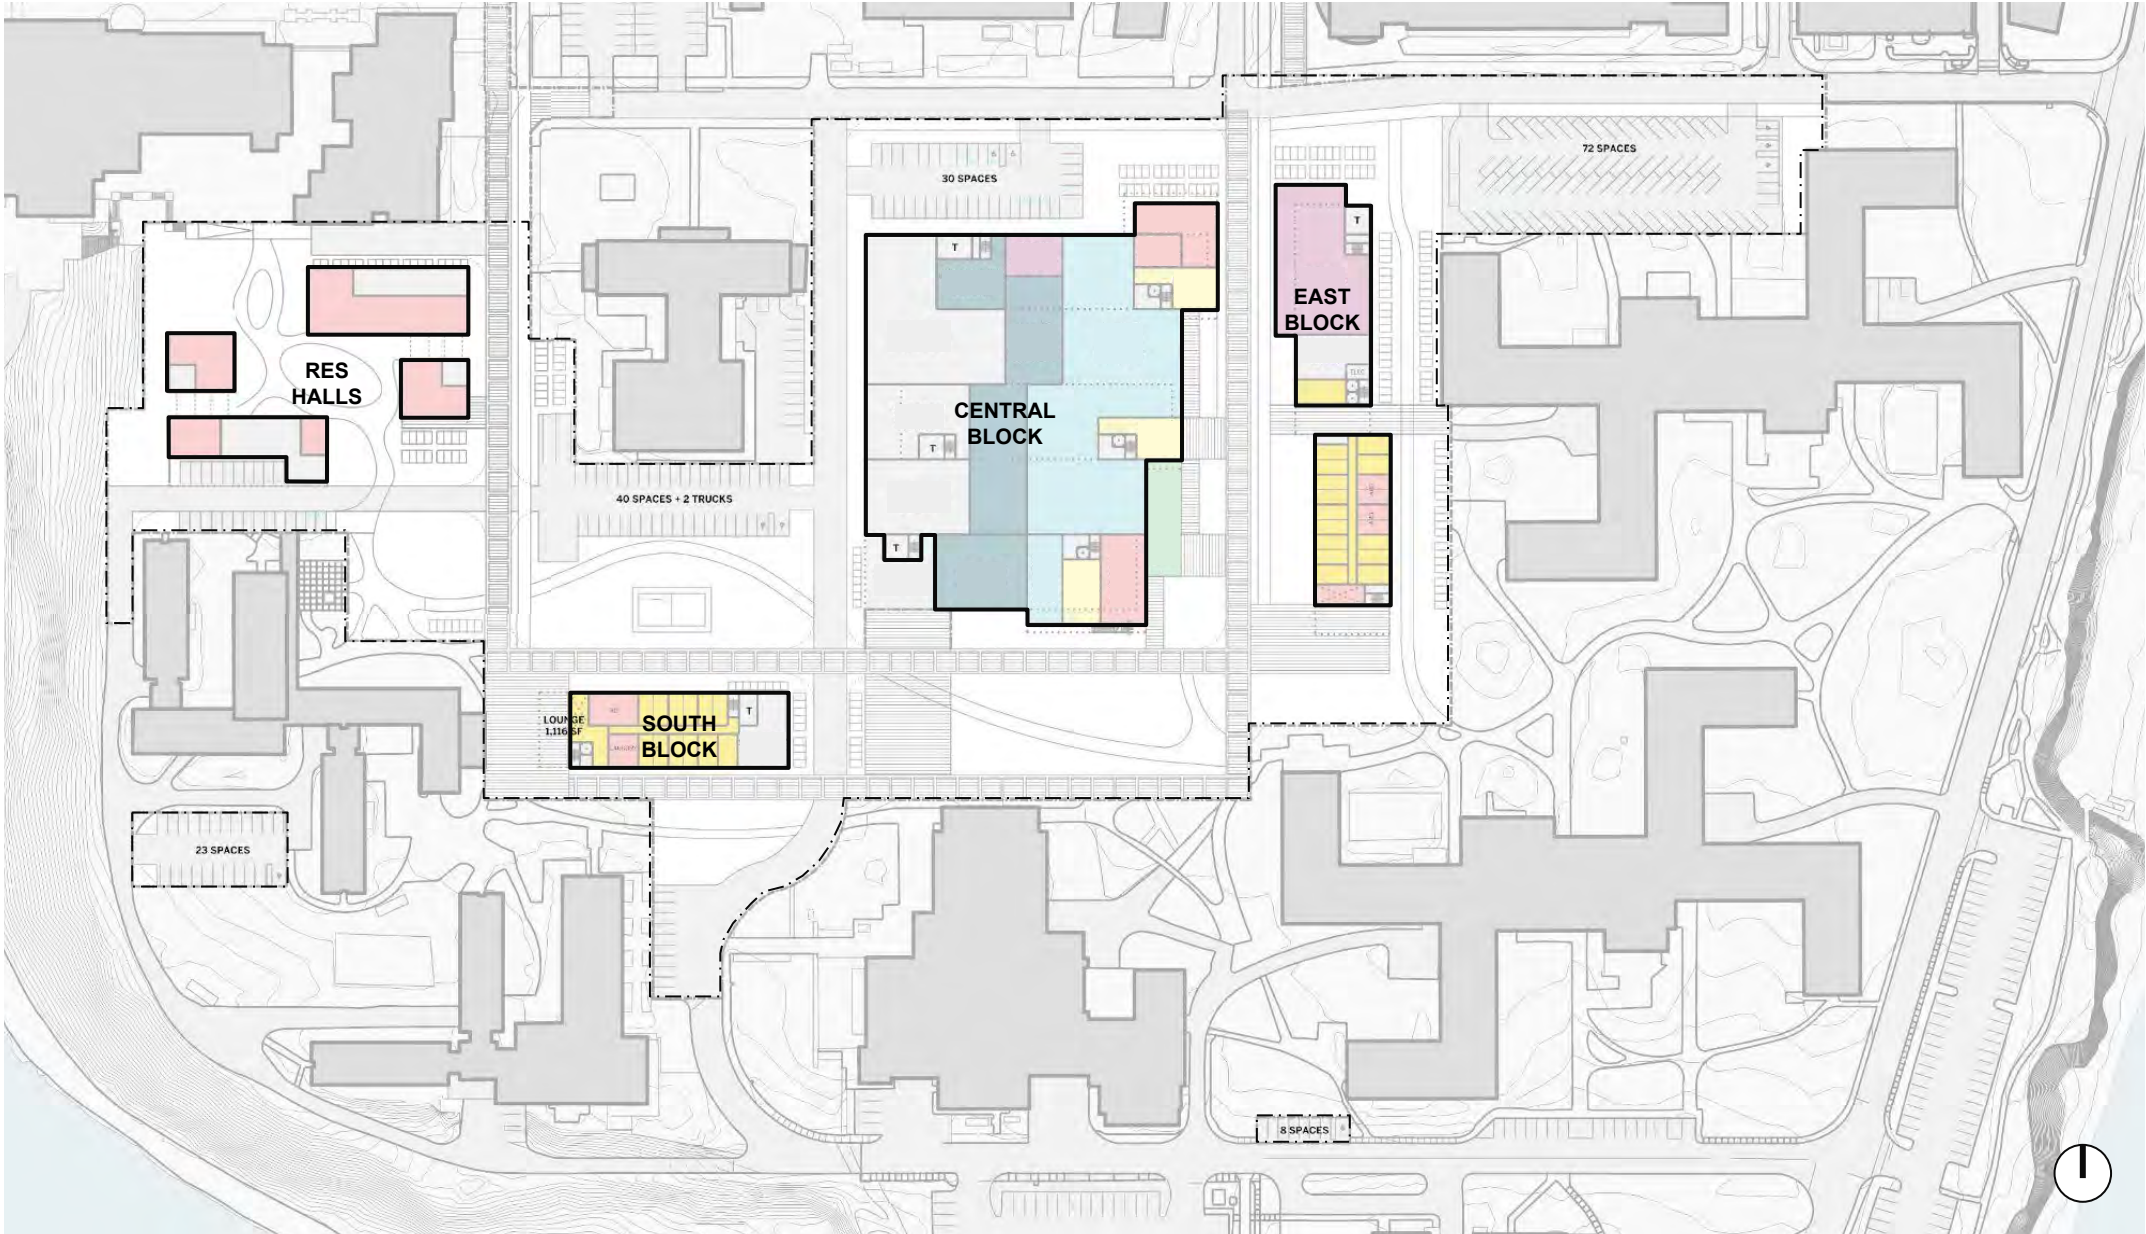 72 SPACES
30 SPACES
T
T
EAST
BLOCK
RES
HALLS
CENTRAL
BLOCK
T
40 SPACES + 2 TRUCKS
T
LOUNGE
1,116 SF
SOUTH
BLOCK
T
23 SPACES
8 SPACES